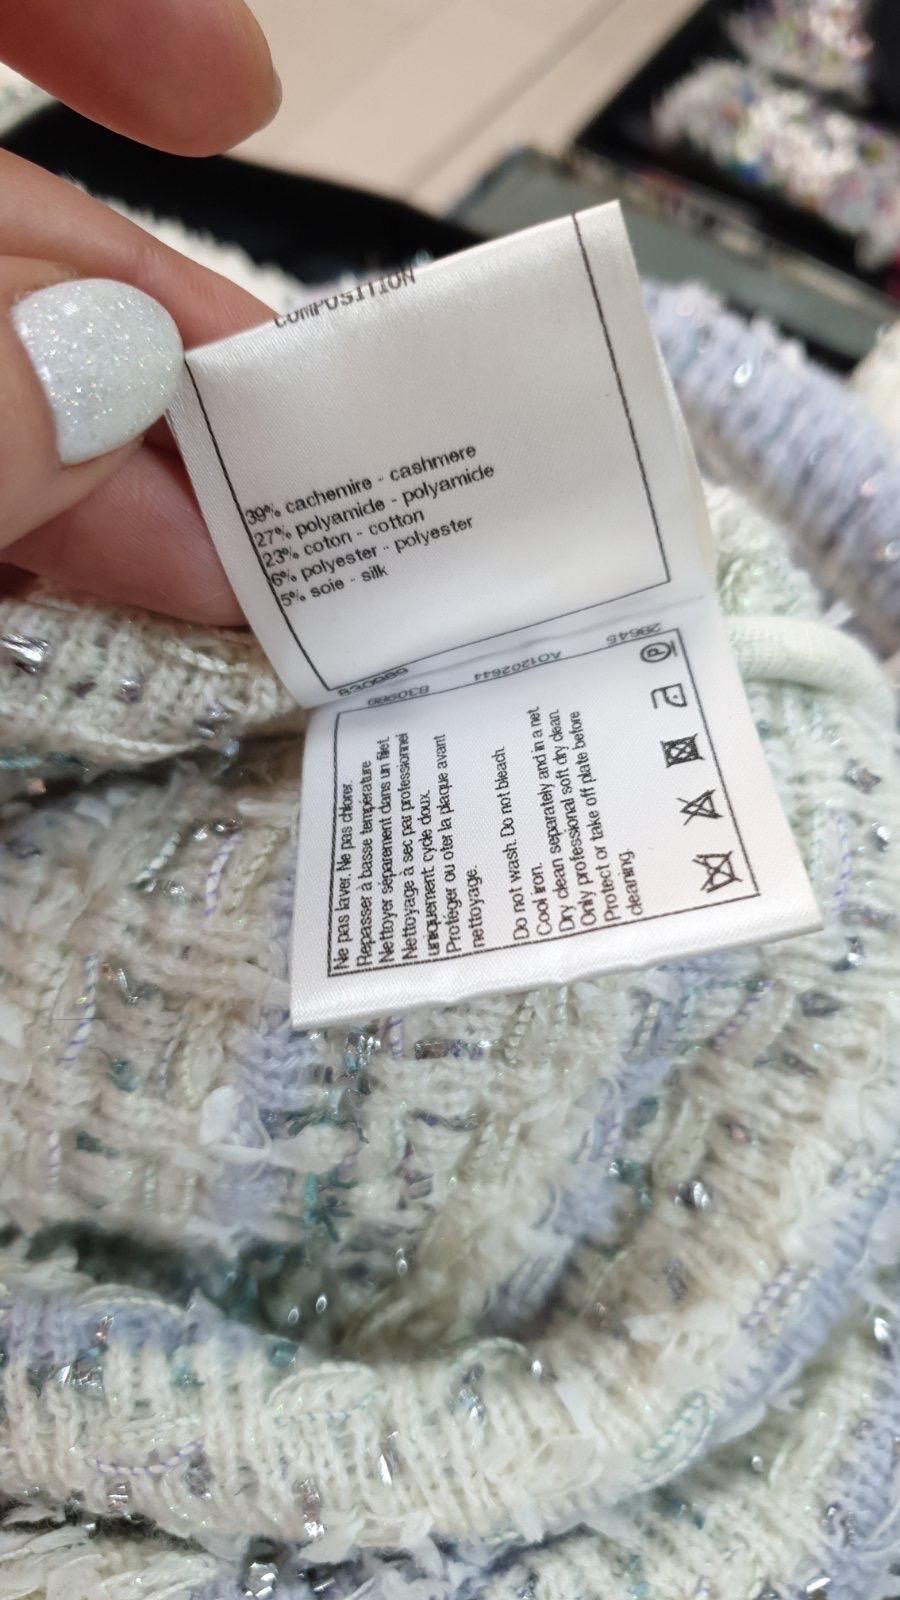 COMPOSITION
39% cachemire - cashmere
27% polyamide - polyamide
23% coton - cotton
6% polyester - polyester
5% soie - silk
28645
A01202644
830989
Ne pas laver. Ne pas chlorer.
Repasser à basse température
Nettoyer séparement dans un filet.
Nettoyage à sec par professionnel
uniquement cycle doux.
Protéger ou oter la plaque avant
nettoyage.
Do not wash. Do not bleach.
Cool iron.
Dry clean separately and in a net
Only professional soft dry clean.
Protect or take off plate before
cleaning.
P